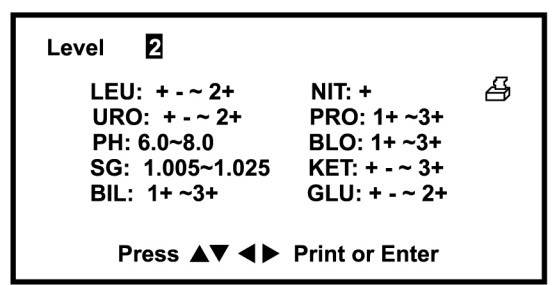 Level 2
LEU: + - ~ 2+ NIT: +
URO: + - ~ 2+ PRO: 1+ ~3+
PH: 6.0~8.0 BLO: 1+ ~3+
SG: 1.005~1.025 KET: + - ~ 3+
BIL: 1+ ~3+ GLU: + - ~ 2+
Press ▲▼ ◀▶ Print or Enter